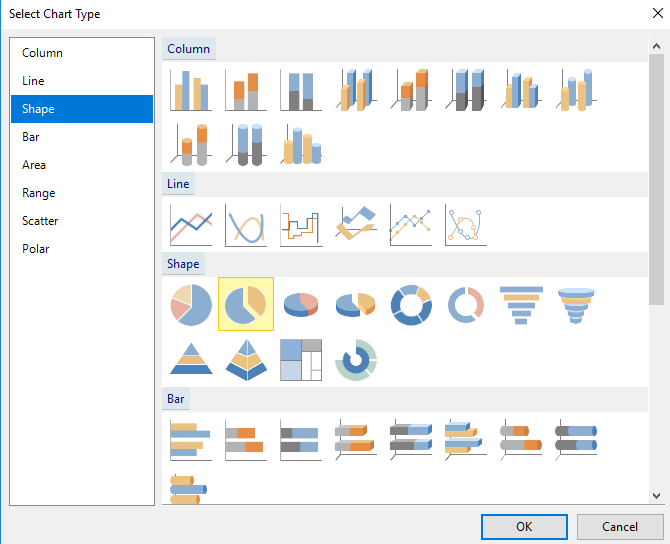 Select Chart Type
Column
Line
Shape
Bar
Area
Range
Scatter
Polar
Column
Line
Shape
Bar
OK
Cancel